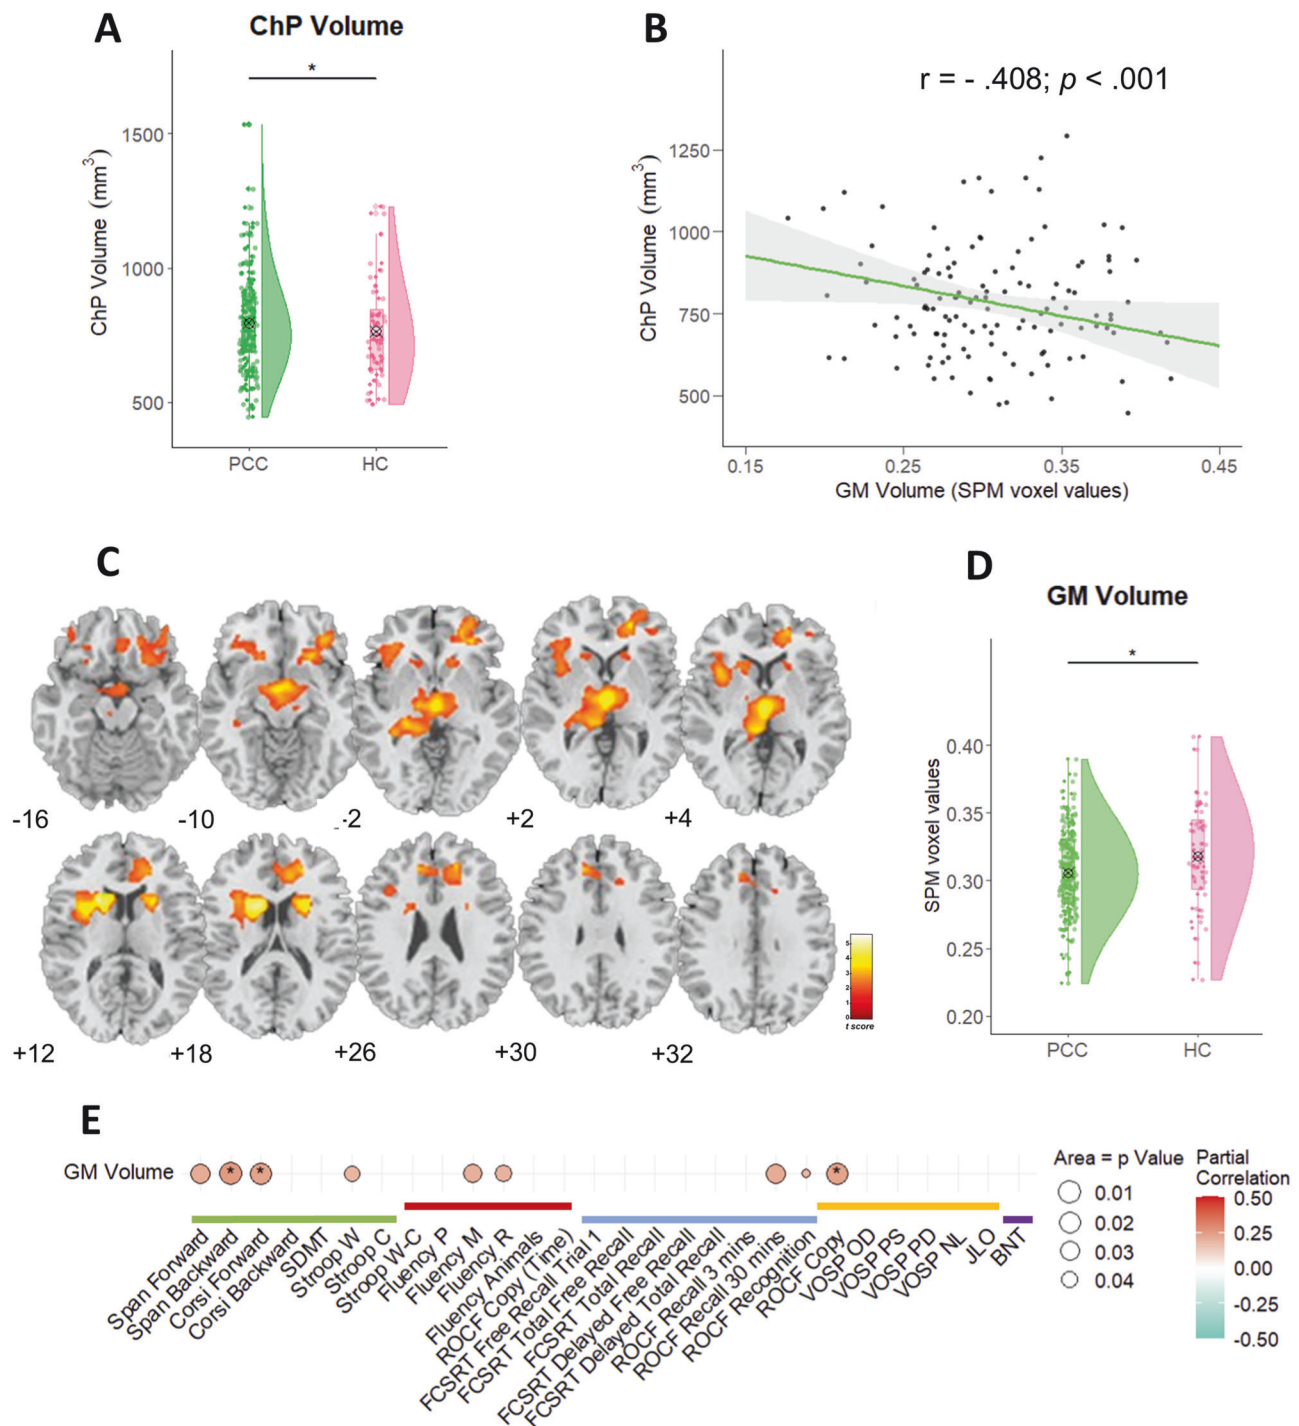 A
ChP Volume
*
ChP Volume (mm³)
1500
1000
500
PCC
HC
B
r = - .408; p < .001
ChP Volume (mm³)
1250
1000
750
500
0.15
0.25
0.35
0.45
GM Volume (SPM voxel values)
C
-16
-10
-2
+2
+4
+12
+18
+26
+30
+32
5
4
3
2
1
0
t score
D
GM Volume
*
SPM voxel values
0.40
0.35
0.30
0.25
0.20
PCC
HC
E
GM Volume
*
*
*
Span Forward
Span Backward
Corsi Forward
Corsi Backward
SDMT
Stroop W
Stroop C
Stroop W-C
Fluency P
Fluency M
Fluency R
Fluency Animals
ROCF Copy (Time)
FCSRT Free Recall Trial 1
FCSRT Total Free Recall
FCSRT Total Recall
FCSRT Delayed Free Recall
FCSRT Delayed Total Recall
ROCF Recall 3 mins
ROCF Recall 30 mins
ROCF Recognition
ROCF Copy
VOSP OD
VOSP PS
VOSP PD
VOSP NL
JLO
BNT
Area = p Value
0.01
0.02
0.03
0.04
Partial
Correlation
0.50
0.25
0.00
-0.25
-0.50